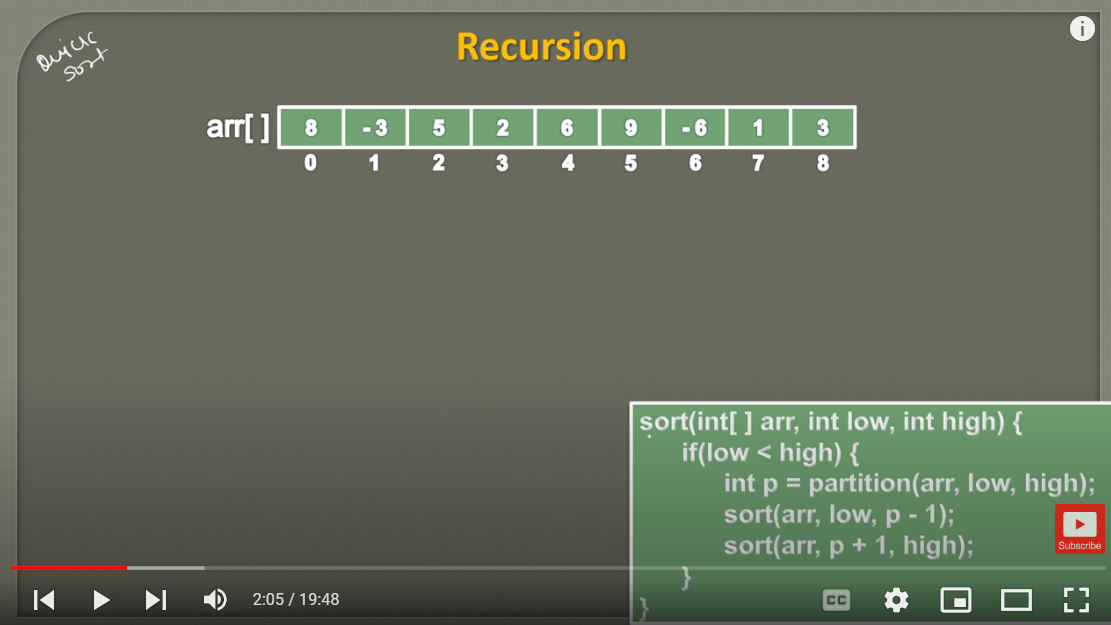 Quick
Sort
Recursion
arr[ ] 8 -3 5 2 6 9 -6 1 3
0 1 2 3 4 5 6 7 8
sort(int[ ] arr, int low, int high) {
if(low < high) {
int p = partition(arr, low, high);
sort(arr, low, p - 1);
sort(arr, p + 1, high);
}
}
Subscribe
2:05 / 19:48
CC
i